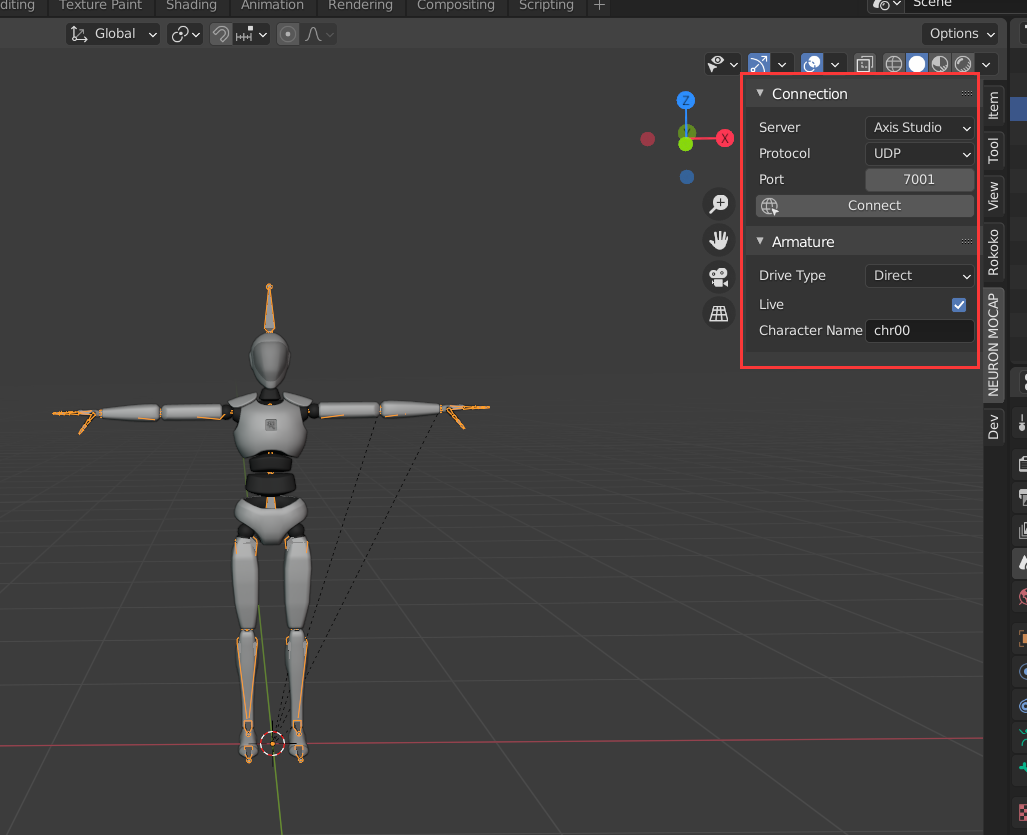 diting Texture Paint Shading Animation Rendering Compositing Scripting + Scene
Global Options
Z
X
Connection
Server Axis Studio
Protocol UDP
Port 7001
Connect
Armature
Drive Type Direct
Live
Character Name chr00
Item
Tool
View
Rokoko
NEURON MOCAP
Dev